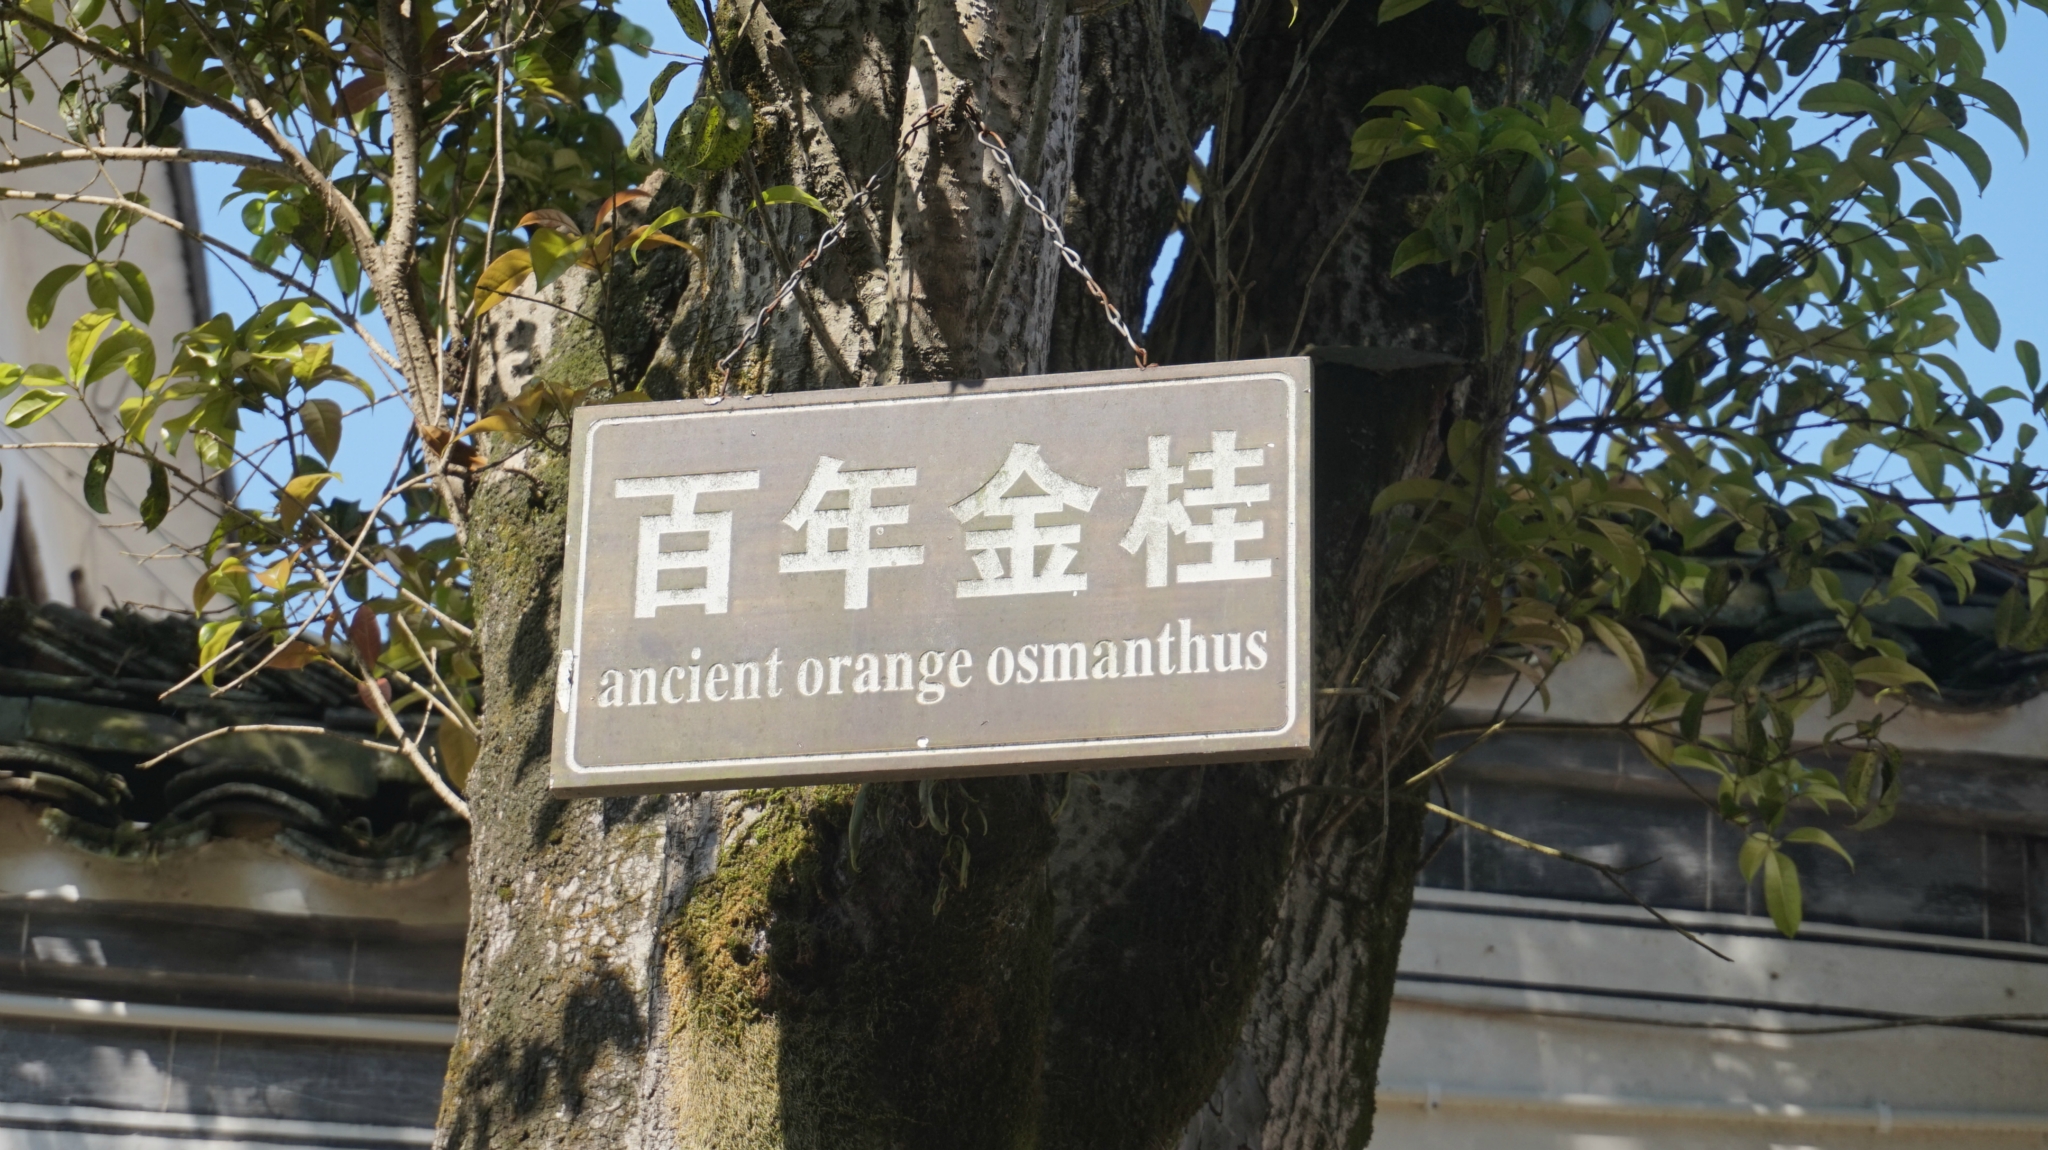 百年金桂
ancient orange osmanthus